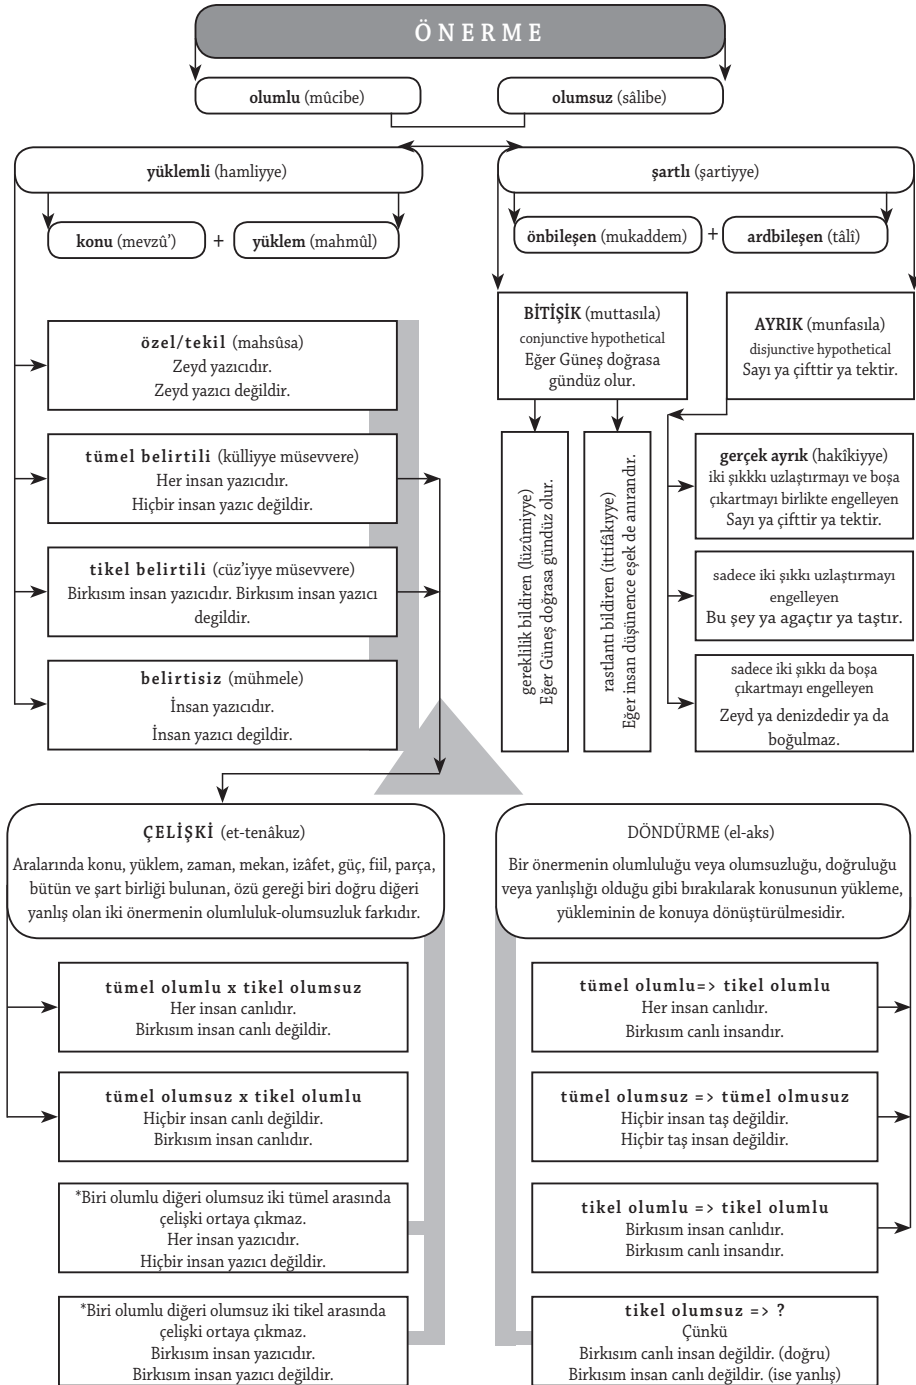 ÖNERME
olumlu (mûcibe)
olumsuz (sâlibe)
yüklemli (hamliyye)
konu (mevzû') + yüklem (mahmûl)
şartlı (şartiyye)
önbileşen (mukaddem) + ardbileşen (tâlî)
özel/tekil (mahsûsa)
Zeyd yazıcıdır.
Zeyd yazıcı değildir.
tümel belirtili (külliyye müsevvere)
Her insan yazıcıdır.
Hiçbir insan yazıc değildir.
tikel belirtili (cüz'iyye müsevvere)
Birkısım insan yazıcıdır. Birkısım insan yazıcı
degildir.
belirtisiz (mühmele)
İnsan yazıcıdır.
İnsan yazıcı degildir.
BİTİŞİK (muttasıla)
conjunctive hypothetical
Eğer Güneş doğrasa
gündüz olur.
gereklilik bildiren (lüzûmiyye)
Eğer Güneş doğrasa gündüz olur.
rastlantı bildiren (ittifâkıyye)
Eğer insan düşünence eşek de anırandır.
AYRIK (munfasıla)
disjunctive hypothetical
Sayı ya çifttir ya tektir.
gerçek ayrık (hakîkiyye)
iki şıkkkı uzlaştırmayı ve boşa
çıkartmayı birlikte engelleyen
Sayı ya çifttir ya tektir.
sadece iki şıkkı uzlaştırmayı
engelleyen
Bu şey ya agaçtır ya taştır.
sadece iki şıkkı da boşa
çıkartmayı engelleyen
Zeyd ya denizdedir ya da
boğulmaz.
ÇELİŞKİ (et-tenâkuz)
Aralarında konu, yüklem, zaman, mekan, izâfet, güç, fiil, parça,
bütün ve şart birliği bulunan, özü gereği biri doğru diğeri
yanlış olan iki önermenin olumluluk-olumsuzluk farkıdır.
tümel olumlu x tikel olumsuz
Her insan canlıdır.
Birkısım insan canlı değildir.
tümel olumsuz x tikel olumlu
Hiçbir insan canlı değildir.
Birkısım insan canlıdır.
*Biri olumlu diğeri olumsuz iki tümel arasında
çelişki ortaya çıkmaz.
Her insan yazıcıdır.
Hiçbir insan yazıcı değildir.
*Biri olumlu diğeri olumsuz iki tikel arasında
çelişki ortaya çıkmaz.
Birkısım insan yazıcıdır.
Birkısım insan yazıcı değildir.
DÖNDÜRME (el-aks)
Bir önermenin olumluluğu veya olumsuzluğu, doğruluğu
veya yanlışlığı olduğu gibi bırakılarak konusunun yükleme,
yükleminin de konuya dönüştürülmesidir.
tümel olumlu=> tikel olumlu
Her insan canlıdır.
Birkısım canlı insandır.
tümel olumsuz => tümel olmusuz
Hiçbir insan taş değildir.
Hiçbir taş insan değildir.
tikel olumlu => tikel olumlu
Birkısım insan canlıdır.
Birkısım canlı insandır.
tikel olumsuz => ?
Çünkü
Birkısım canlı insan değildir. (doğru)
Birkısım insan canlı değildir. (ise yanlış)